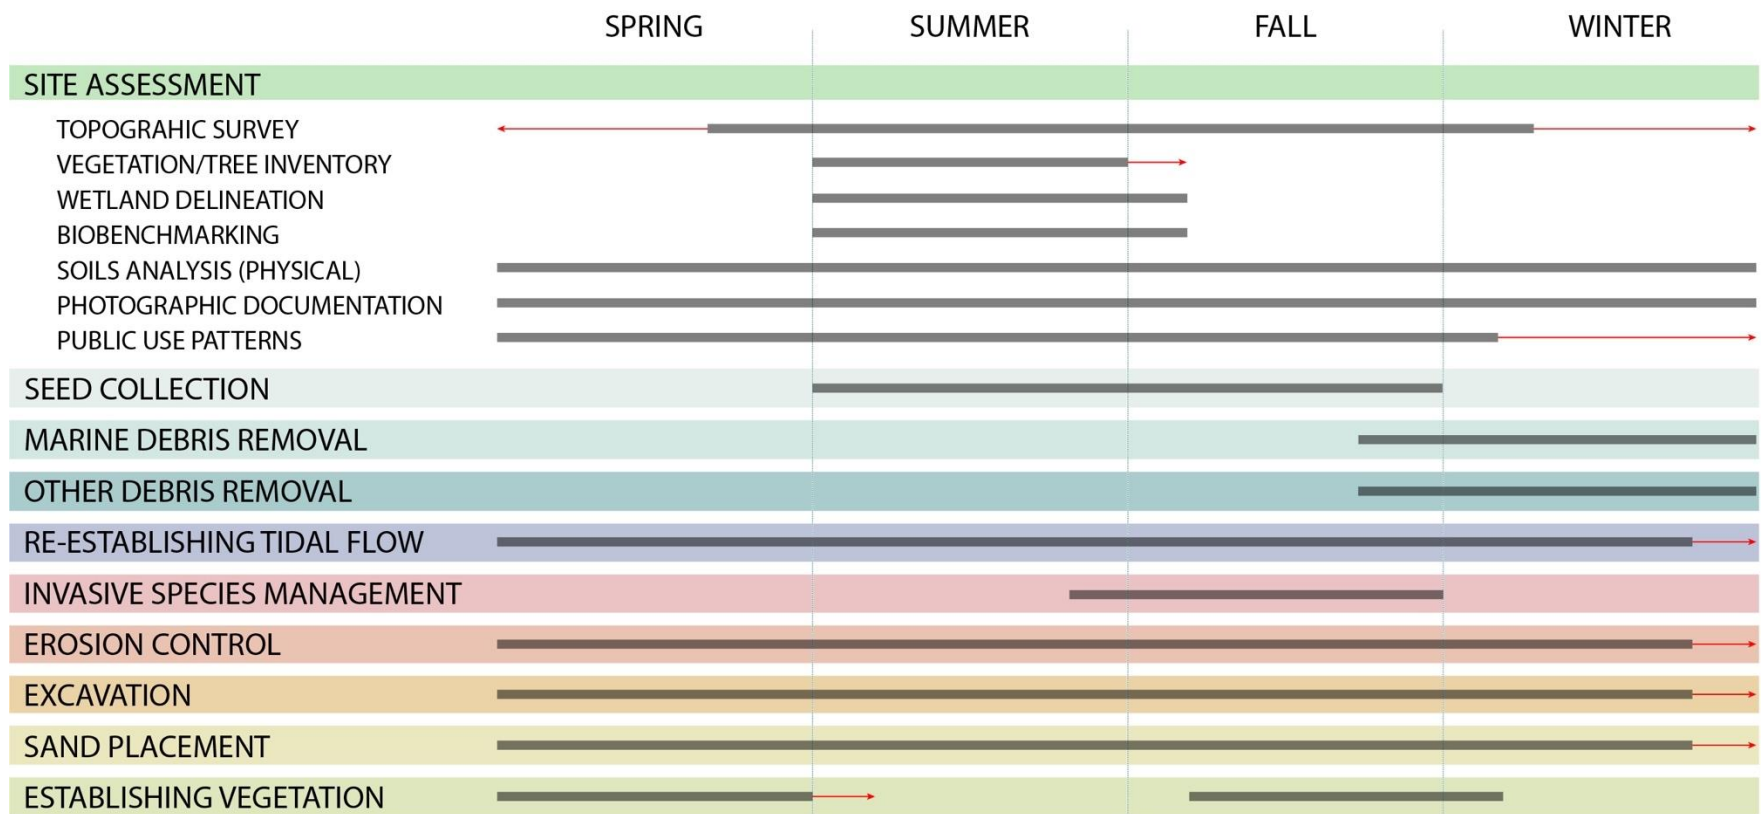 SPRING SUMMER FALL WINTER
SITE ASSESSMENT
TOPOGRAHIC SURVEY
VEGETATION/TREE INVENTORY
WETLAND DELINEATION
BIOBENCHMARKING
SOILS ANALYSIS (PHYSICAL)
PHOTOGRAPHIC DOCUMENTATION
PUBLIC USE PATTERNS
SEED COLLECTION
MARINE DEBRIS REMOVAL
OTHER DEBRIS REMOVAL
RE-ESTABLISHING TIDAL FLOW
INVASIVE SPECIES MANAGEMENT
EROSION CONTROL
EXCAVATION
SAND PLACEMENT
ESTABLISHING VEGETATION